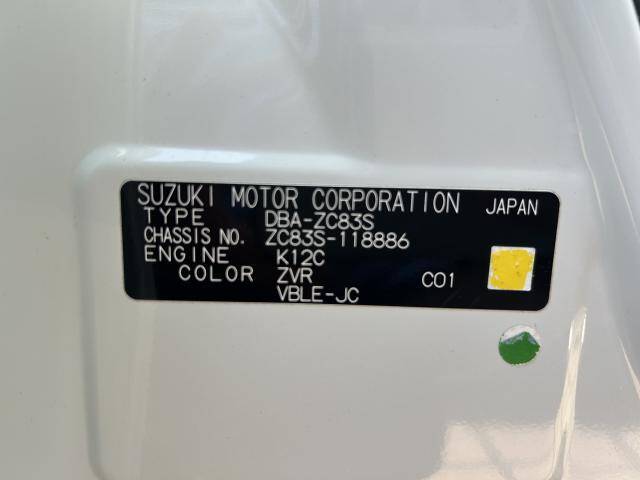 SUZUKI MOTOR CORPORATION JAPAN
TYPE DBA-ZC83S
CHASSIS NO. ZC83S-118886
ENGINE K12C
COLOR ZVR C01
VBLE-JC